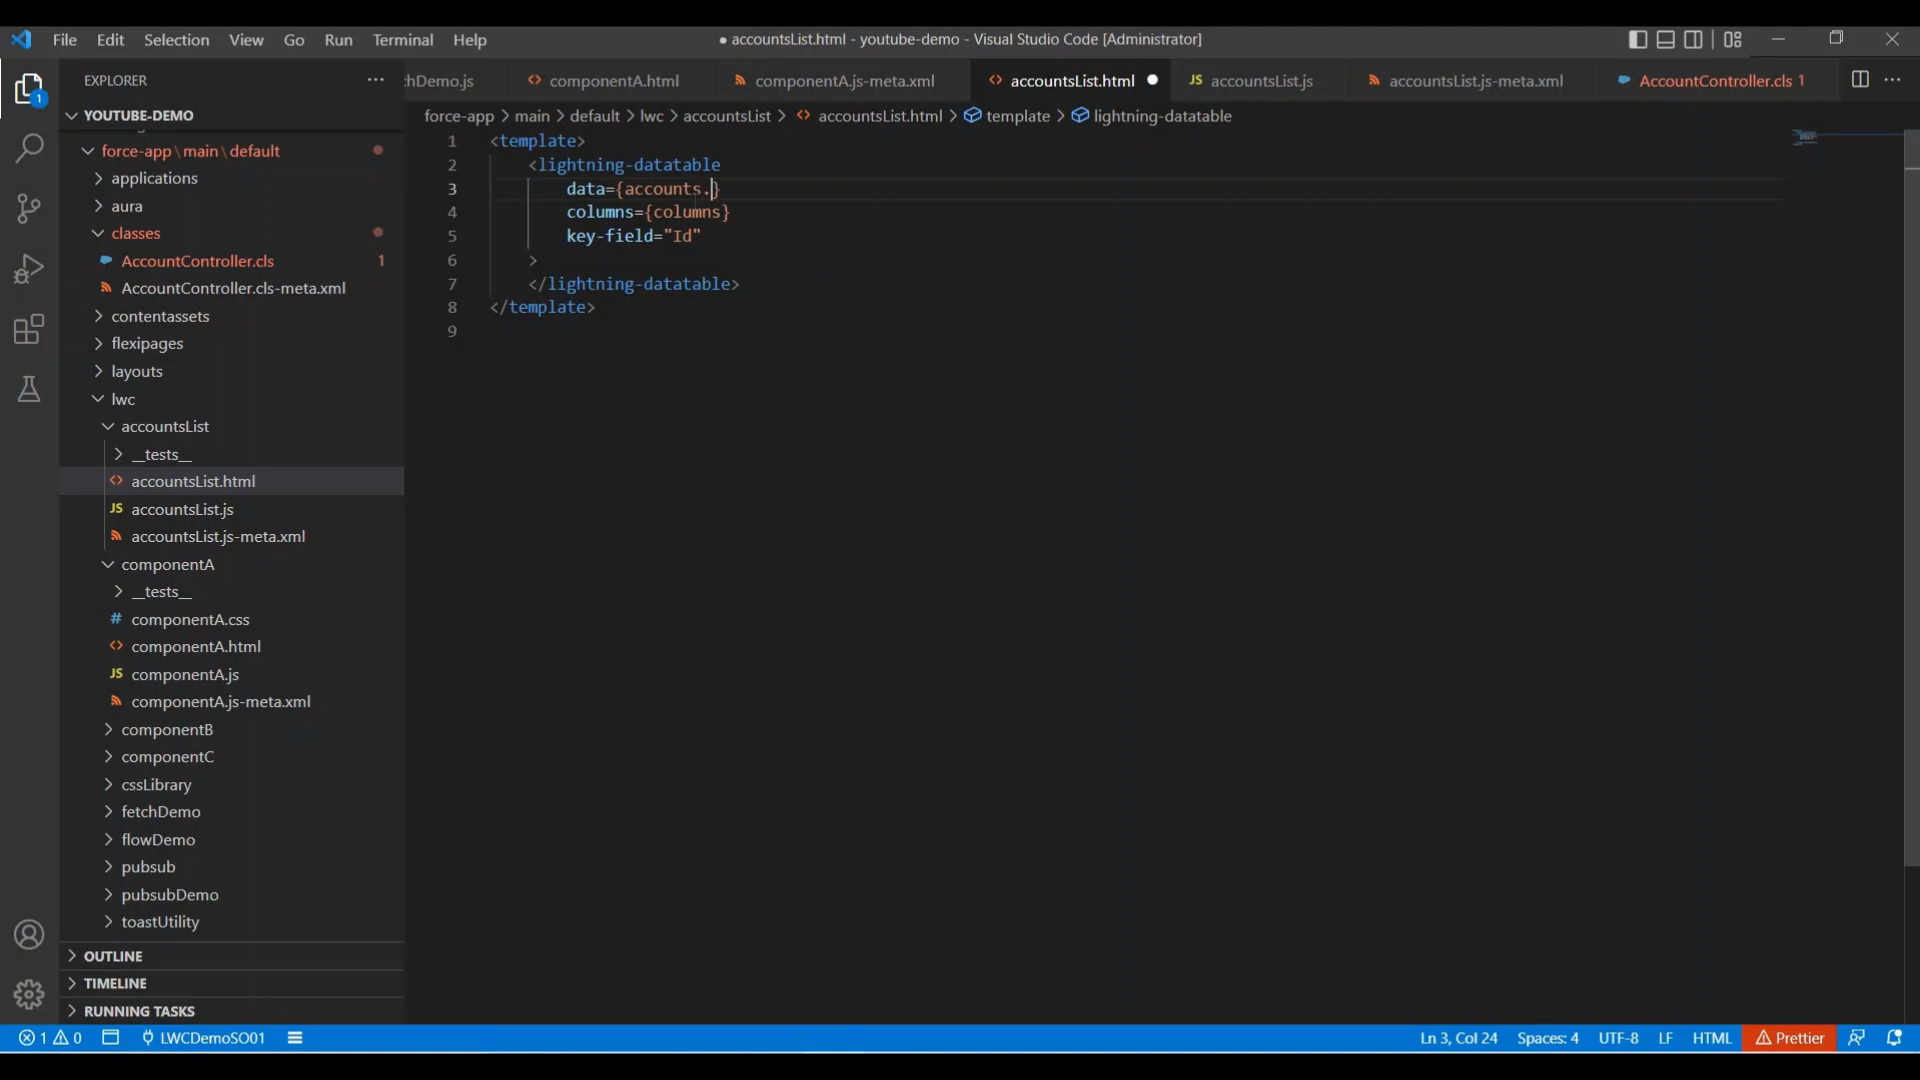 File Edit Selection View Go Run Terminal Help
● accountsList.html - youtube-demo - Visual Studio Code [Administrator]
EXPLORER
chDemo.js
componentA.html
componentA.js-meta.xml
accountsList.html
accountsList.js
accountsList.js-meta.xml
AccountController.cls 1
force-app > main > default > lwc > accountsList > accountsList.html > template > lightning-datatable
1 <template>
2 <lightning-datatable
3 data={accounts.}
4 columns={columns}
5 key-field="Id"
6 >
7 </lightning-datatable>
8 </template>
9
1
YOUTUBE-DEMO
force-app\main\default
applications
aura
classes
AccountController.cls 1
AccountController.cls-meta.xml
contentassets
flexipages
layouts
lwc
accountsList
__tests__
accountsList.html
JS accountsList.js
accountsList.js-meta.xml
componentA
__tests__
# componentA.css
componentA.html
JS componentA.js
componentA.js-meta.xml
componentB
componentC
cssLibrary
fetchDemo
flowDemo
pubsub
pubsubDemo
toastUtility
OUTLINE
TIMELINE
RUNNING TASKS
1 0 LWCDemoSO01
Ln 3, Col 24 Spaces: 4 UTF-8 LF HTML Prettier